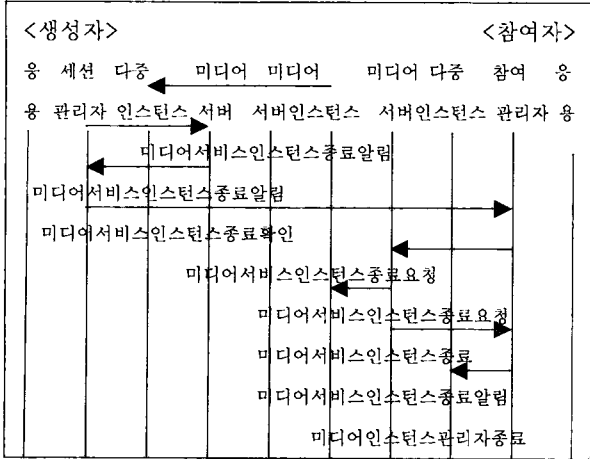 <생성자> <참여자>
응 세션 다중 미디어 미디어 미디어 다중 참여 응
용 관리자 인스턴스 서버 서버인스턴스 서버인스턴스 관리자 용
미디어서비스인스턴스종료알림
미디어서비스인스턴스종료알림
미디어서비스인스턴스종료확인
미디어서비스인스턴스종료요청
미디어서비스인스턴스종료요청
미디어서비스인스턴스종료
미디어서비스인스턴스종료알림
미디어인스턴스관리자종료